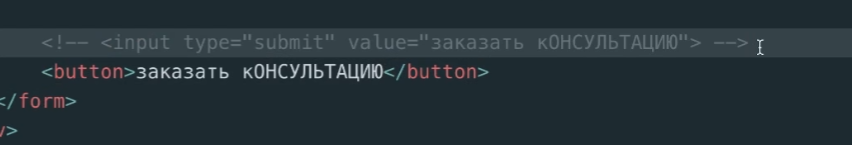 <!-- <input type="submit" value="заказать кОНСУЛЬТАЦИЮ"> -->
<button>заказать кОНСУЛЬТАЦИЮ</button>
</form>
v>